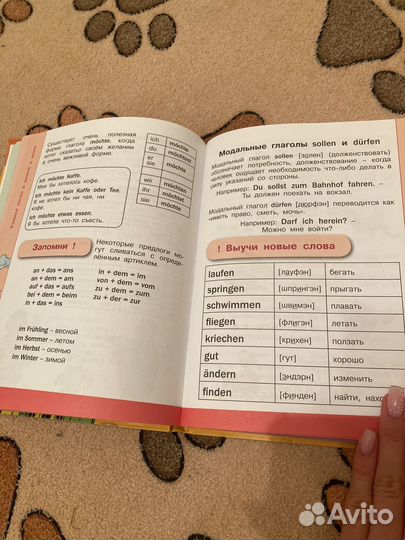 Существует очень полезная
форма глагола möchte, когда
хотят сказатью своём желании
в очень вежливой форме.
ich möchte
du möchtest
er möchte
sie
wir möchten
ihr möchtet
sie möchten
Ich möchte Kaffe.
Мне бы хотелось кофе.
Ich möchte kein Kaffe oder Tee.
Я не хотел бы ни чая, ни
кофе.
Ich möchte etwas essen.
Я бы хотела что-то съесть.
Запомни !
Некоторые предлоги мо-
гут сливаться с опреде-
лённым артиклем.
an + das = ans
an + dem = am
auf + das = aufs
bei + dem = beim
in + das = ins
in + dem = im
von + dem = vom
zu + dem = zum
zu + der = zur
im Frühling – весной
im Sommer – летом
im Herbst – осенью
im Winter – зимой
Модальные глаголы sollen и dürfen
Модальный глагол sollen [золен] (долженствовать)
обозначает потребность, долженствование – когда
человек ощущает необходимость что-либо делать в
силу указаний со стороны.
Например: Du sollst zum Bahnhof fahren. –
Ты должен поехать на вокзал.
Модальный глагол dürfen [дюрфэн] переводится как
«иметь право, сметь, мочь».
Например: Darf ich herein? –
Можно мне войти?
! Выучи новые слова
laufen [лауфэн] бегать
springen [шпрингэн] прыгать
schwimmen [швимэн] плавать
fliegen [флигэн] летать
kriechen [крихен] ползать
gut [гут] хорошо
ändern [эндэрн] изменить
finden [финден] найти, нахо
Avito